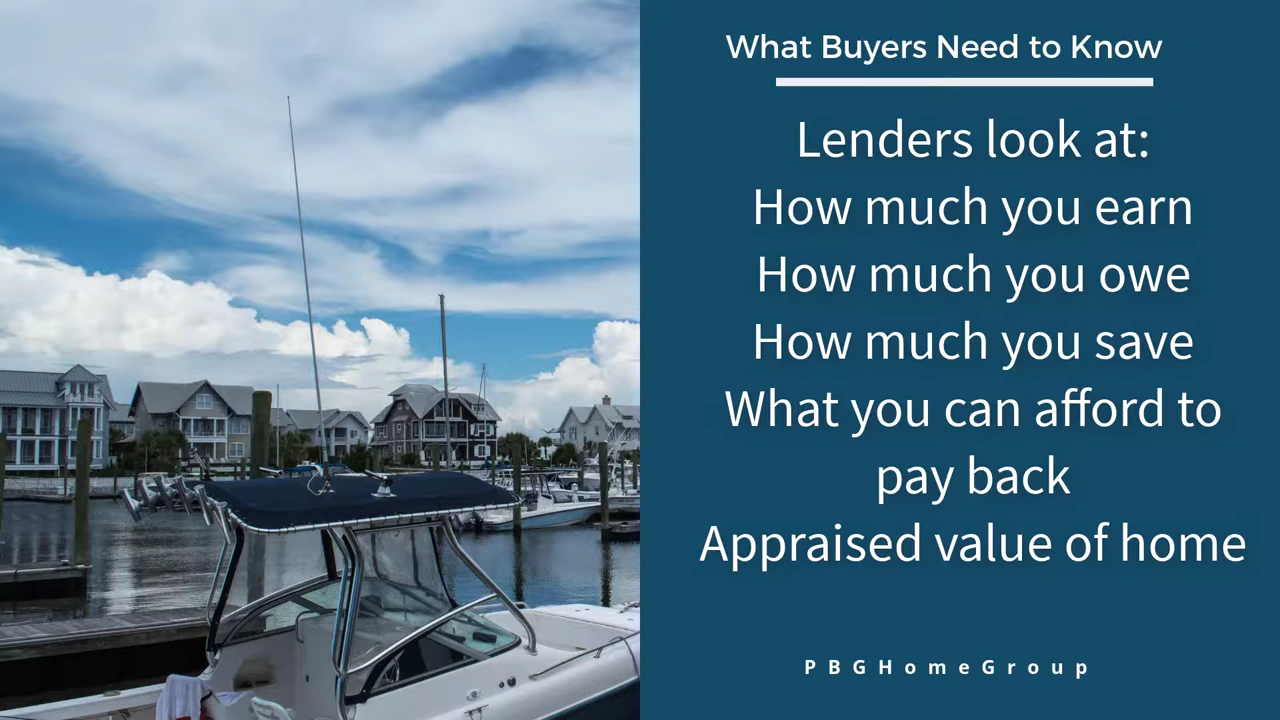 What Buyers Need to Know
Lenders look at:
How much you earn
How much you owe
How much you save
What you can afford to
pay back
Appraised value of home
PBGHomeGroup